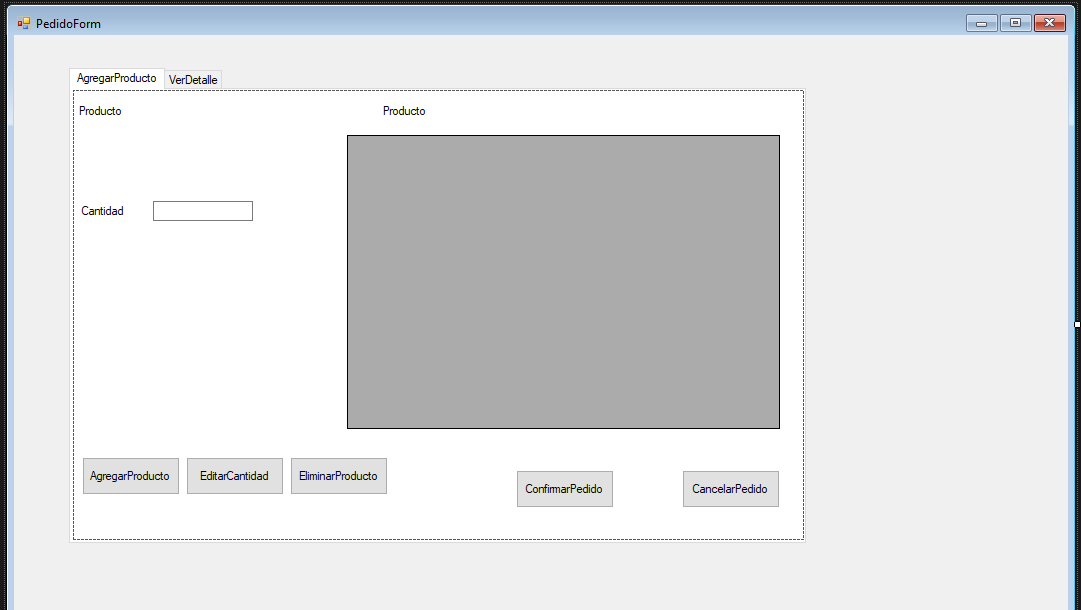 PedidoForm
AgregarProducto VerDetalle
Producto Producto
Cantidad
AgregarProducto EditarCantidad EliminarProducto
ConfirmarPedido CancelarPedido